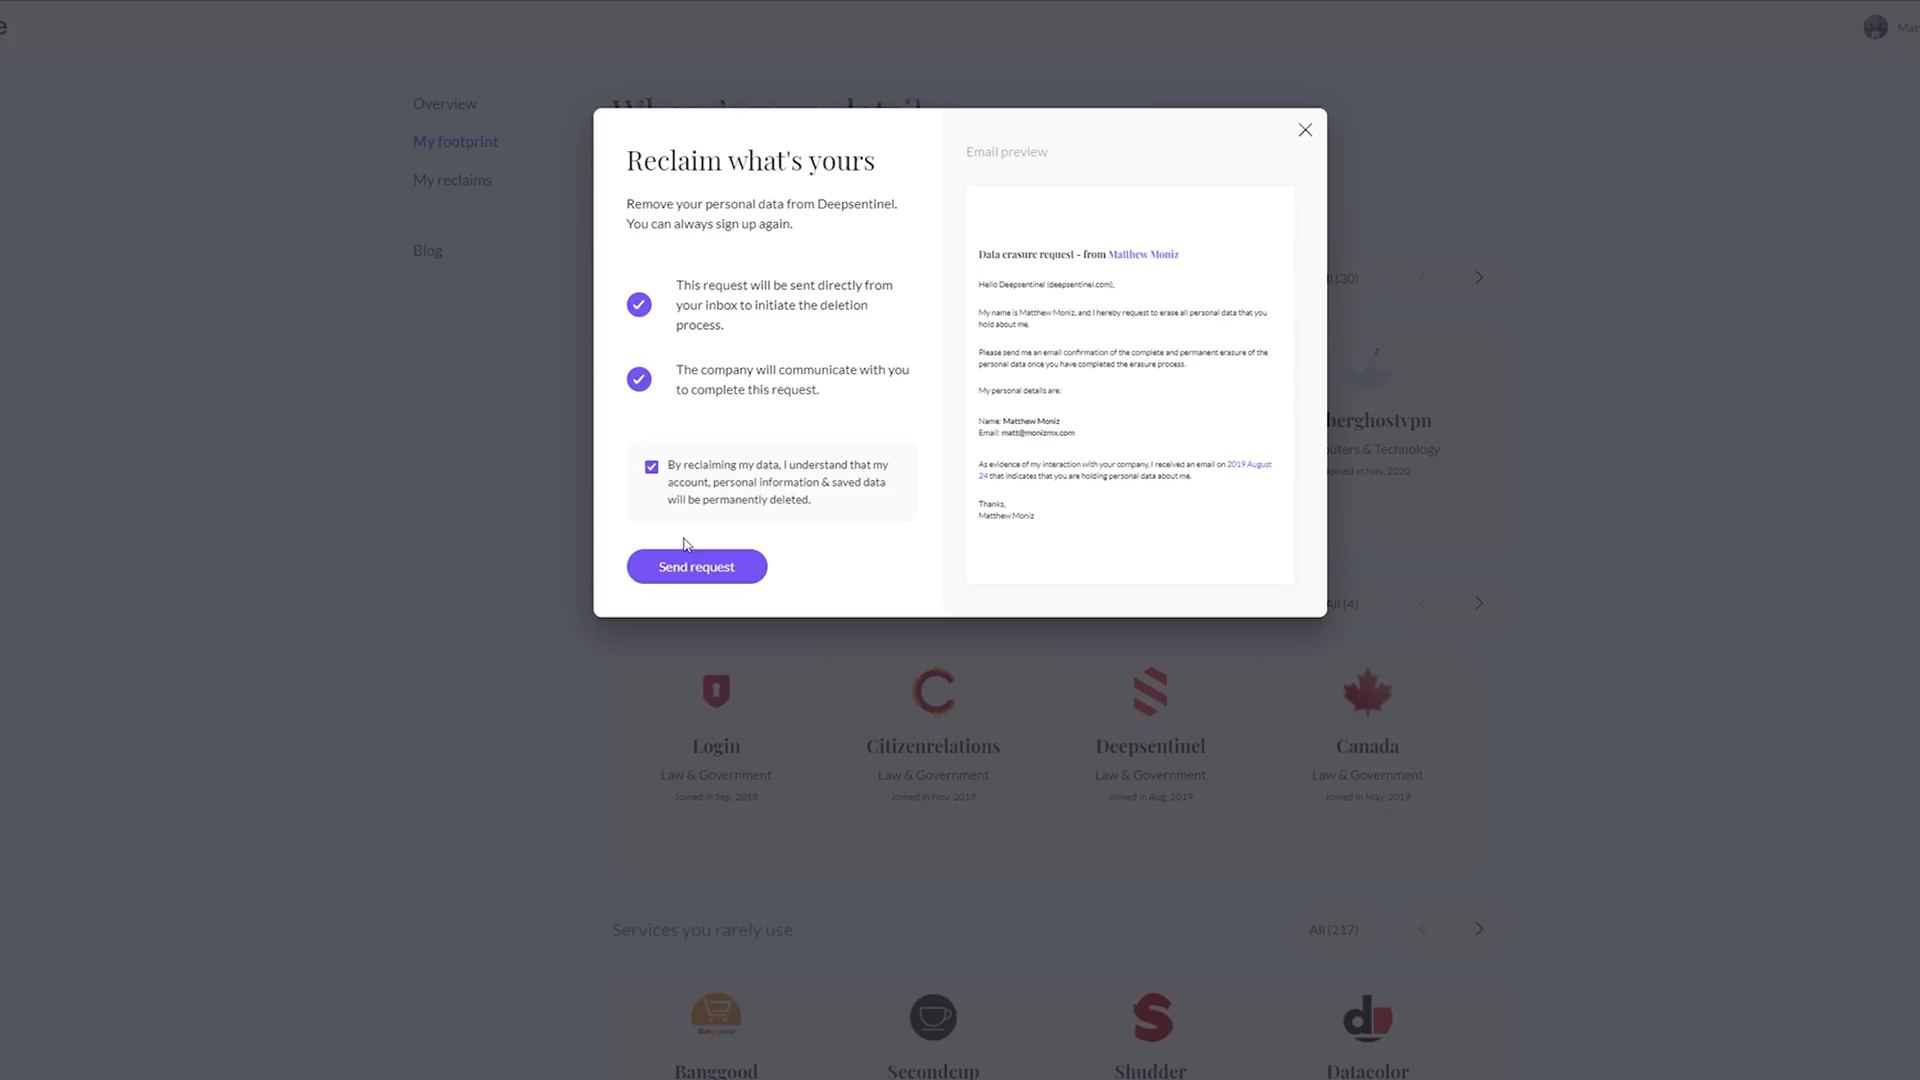 Overview
My footprint
My reclaims
Blog
Reclaim what's yours
Remove your personal data from Deepsentinel.
You can always sign up again.
This request will be sent directly from
your inbox to initiate the deletion
process.
The company will communicate with you
to complete this request.
By reclaiming my data, I understand that my
account, personal information & saved data
will be permanently deleted.
Send request
Email preview
Data erasure request - from Matthew Moniz
Hello Deepsentinel (deepsentinel.com),
My name is Matthew Moniz, and I hereby request to erase all personal data that you
hold about me.
Please send me an email confirmation of the complete and permanent erasure of the
personal data once you have completed the erasure process.
My personal details are:
Name: Matthew Moniz
Email: matt@monizmx.com
As evidence of my interaction with your company, I received an email on 2019 August
24 that indicates that you are holding personal data about me.
Thanks,
Matthew Moniz
(30)
berghostvpn
uters & Technology
Joined in Nov, 2020
All (4)
Login
Law & Government
Joined in Sep, 2018
Citizenrelations
Law & Government
Joined in Nov, 2019
Deepsentinel
Law & Government
Joined in Aug, 2019
Canada
Law & Government
Joined in May, 2019
Services you rarely use
All (217)
Banggood
Banggood
Secondcup
Shudder
Datacolor